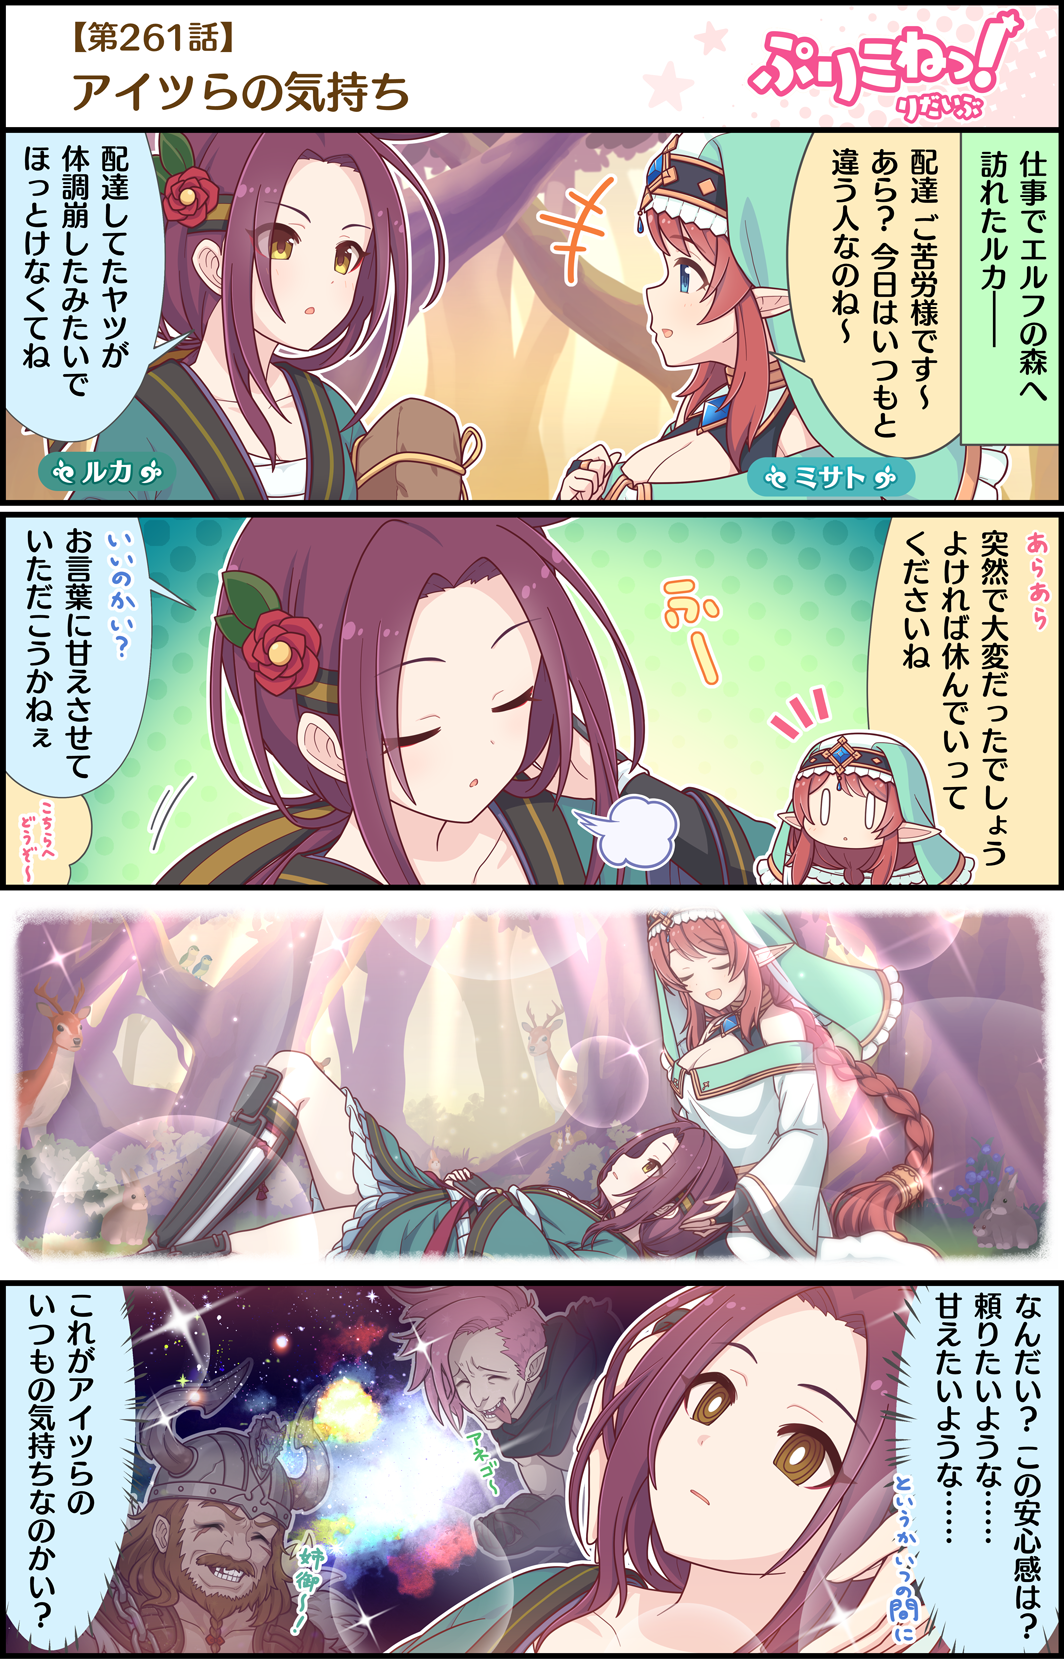 【第261話】
アイツらの気持ち
ぷりこねっ!
りだいぶ
仕事でエルフの森へ
訪れたルカ――
配達 ご苦労様です〜
あら? 今日はいつもと
違う人なのね〜
配達してたヤツが
体調崩したみたいで
ほっとけなくてね
ミサト
ルカ
あらあら
突然で大変だったでしょう
よければ休んでいって
くださいね
ふー
いいのかい?
お言葉に甘えさせて
いただこうかねぇ
こちらへ
どうぞ〜
なんだい? この安心感は?
頼りたいような……
甘えたいような……
というかいつの間に
アネゴ〜
姉御〜!
これがアイツらの
いつもの気持ちなのかい?